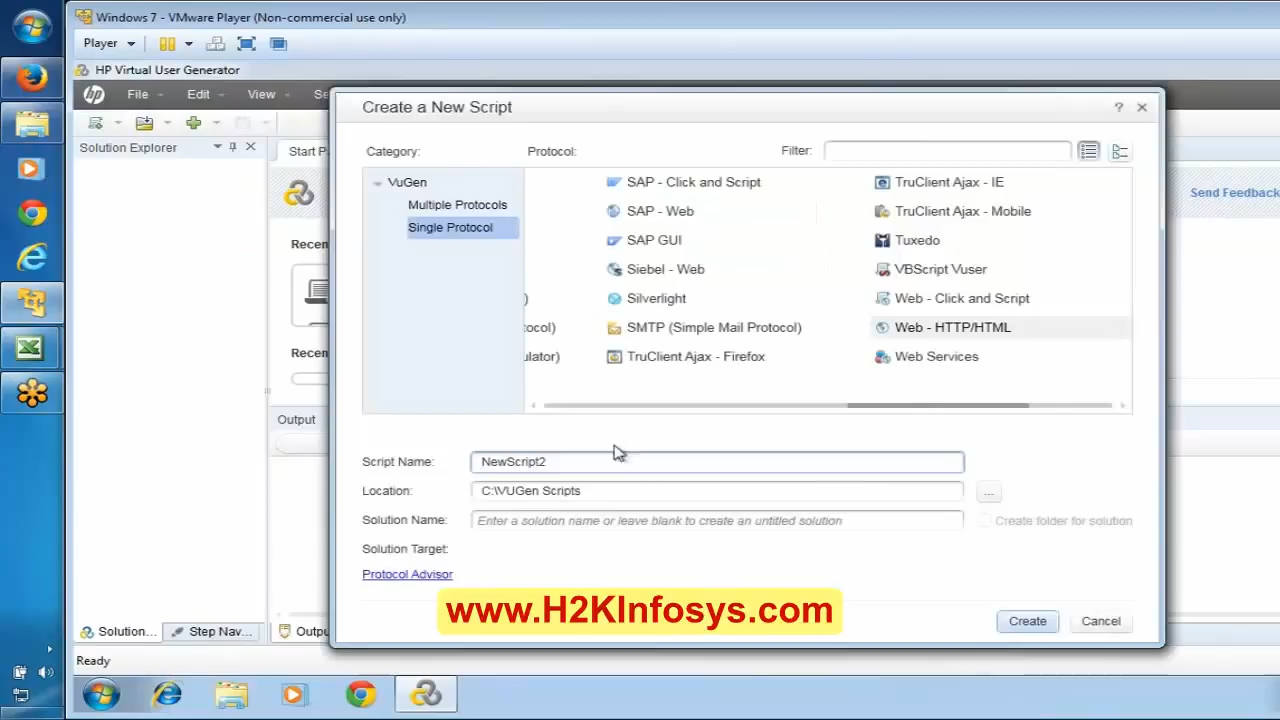 Windows 7 - VMware Player (Non-commercial use only)
Player
HP Virtual User Generator
hp File Edit View Se
Solution Explorer
Start P
Send Feedback
Recen
Recen
Output
Create a New Script
Category: Protocol: Filter:
VuGen
Multiple Protocols
Single Protocol
)
ocol)
ulator)
SAP - Click and Script
SAP - Web
SAP GUI
Siebel - Web
Silverlight
SMTP (Simple Mail Protocol)
TruClient Ajax - Firefox
TruClient Ajax - IE
TruClient Ajax - Mobile
Tuxedo
VBScript Vuser
Web - Click and Script
Web - HTTP/HTML
Web Services
Script Name: NewScript2
Location: C:\VUGen Scripts ...
Solution Name: Enter a solution name or leave blank to create an untitled solution Create folder for solution
Solution Target:
Protocol Advisor
www.H2KInfosys.com
Create Cancel
Solution... Step Nav... Outpu
Ready